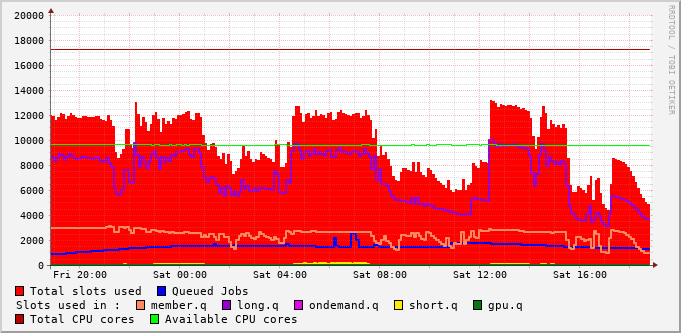 20000
18000
16000
14000
12000
10000
8000
6000
4000
2000
0
Fri 20:00 Sat 00:00 Sat 04:00 Sat 08:00 Sat 12:00 Sat 16:00
Total slots used Queued Jobs
Slots used in : member.q long.q ondemand.q short.q gpu.q
Total CPU cores Available CPU cores
RRDTOOL / TOBI OETIKER